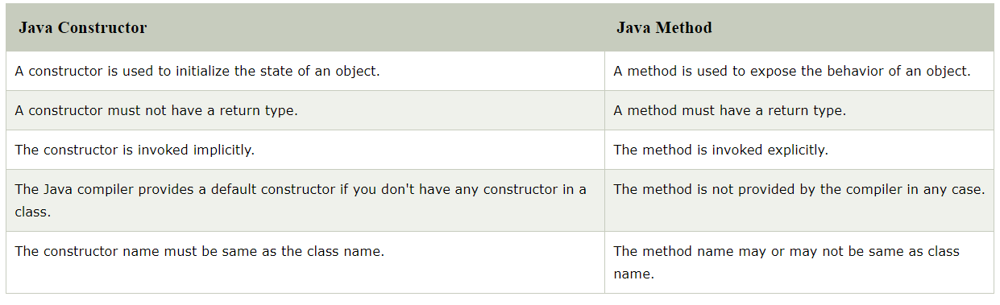 Java Constructor
Java Method
A constructor is used to initialize the state of an object.
A method is used to expose the behavior of an object.
A constructor must not have a return type.
A method must have a return type.
The constructor is invoked implicitly.
The method is invoked explicitly.
The Java compiler provides a default constructor if you don't have any constructor in a
class.
The method is not provided by the compiler in any case.
The constructor name must be same as the class name.
The method name may or may not be same as class
name.